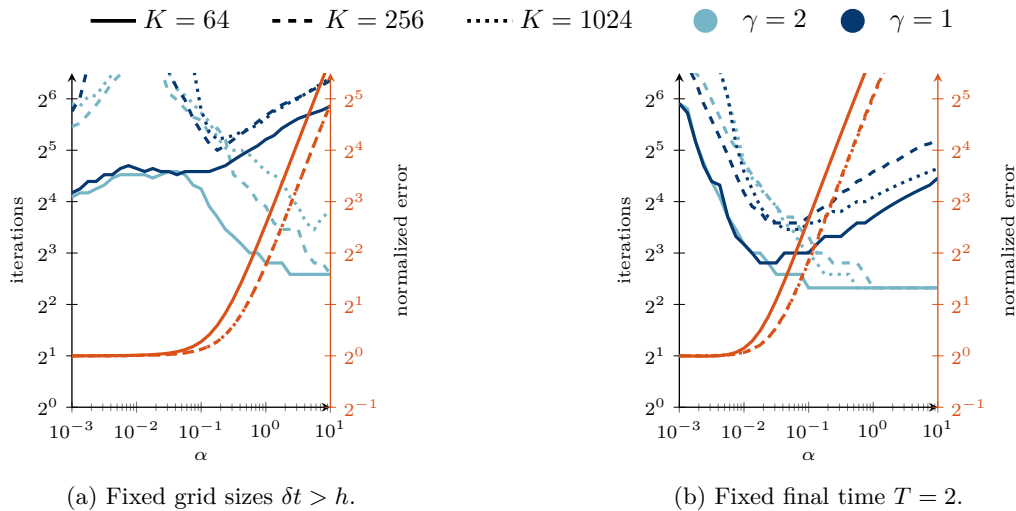 K = 64 K = 256 K = 1024 γ = 2 γ = 1
2^6 2^5 2^6 2^5
2^5 2^4 2^5 2^4
2^4 2^3 2^4 2^3
2^3 2^2 2^3 2^2
2^2 2^1 2^2 2^1
2^1 2^0 2^1 2^0
2^0 2^{-1} 2^0 2^{-1}
iterations normalized error iterations normalized error
10^{-3} 10^{-2} 10^{-1} 10^0 10^1 10^{-3} 10^{-2} 10^{-1} 10^0 10^1
α α
(a) Fixed grid sizes δt > h. (b) Fixed final time T = 2.